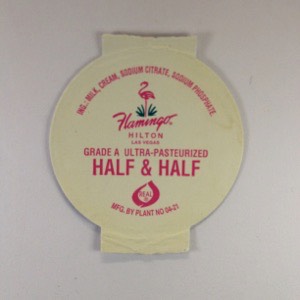 ING.: MILK, CREAM, SODIUM CITRATE, SODIUM PHOSPHATE.
Flamingo
HILTON
LAS VEGAS
GRADE A ULTRA-PASTEURIZED
HALF & HALF
REAL
MFG. BY PLANT NO 04-21